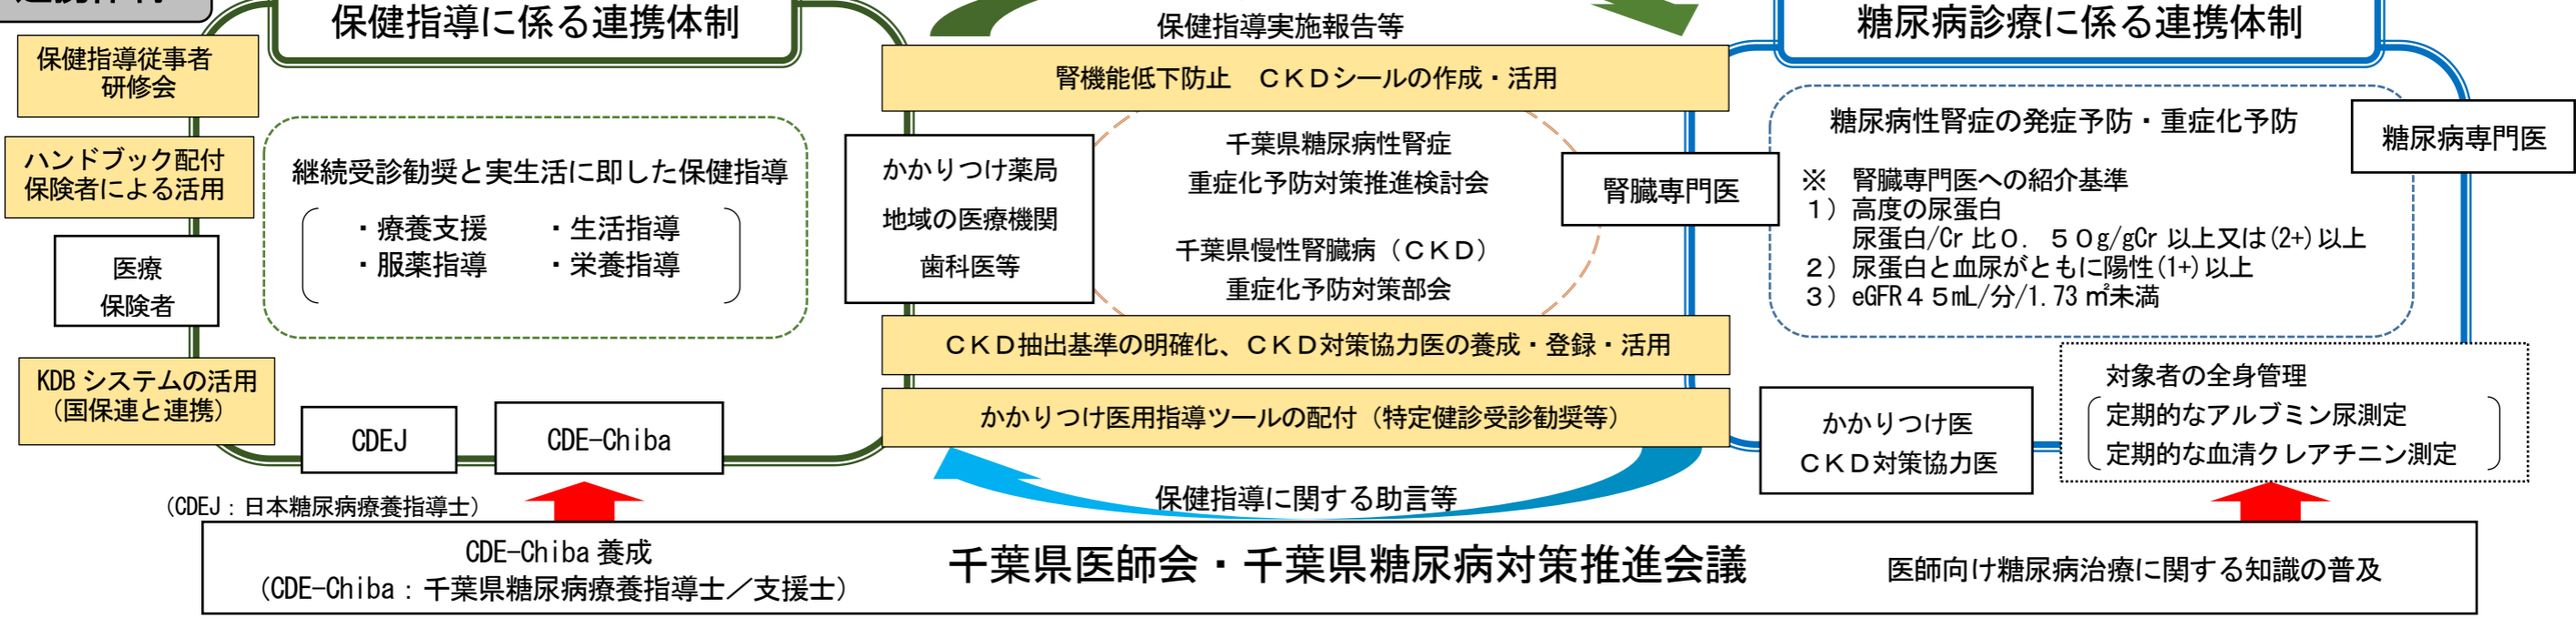 保健指導に係る連携体制
保健指導従事者
研修会
ハンドブック配付
保険者による活用
医療
保険者
KDB システムの活用
（国保連と連携）
継続受診勧奨と実生活に即した保健指導
・療養支援　・生活指導
・服薬指導　・栄養指導
CDEJ
CDE-Chiba
（CDEJ：日本糖尿病療養指導士）
保健指導実施報告等
腎機能低下防止　ＣＫＤシールの作成・活用
かかりつけ薬局
地域の医療機関
歯科医等
千葉県糖尿病性腎症
重症化予防対策推進検討会
千葉県慢性腎臓病（ＣＫＤ）
重症化予防対策部会
腎臓専門医
ＣＫＤ抽出基準の明確化、ＣＫＤ対策協力医の養成・登録・活用
かかりつけ医用指導ツールの配付（特定健診受診勧奨等）
保健指導に関する助言等
糖尿病診療に係る連携体制
糖尿病性腎症の発症予防・重症化予防
※　腎臓専門医への紹介基準
１）高度の尿蛋白
尿蛋白/Cr 比０．５０g/gCr 以上又は(2+)以上
２）尿蛋白と血尿がともに陽性(1+)以上
３）eGFR４５mL/分/1.73 ㎡未満
糖尿病専門医
かかりつけ医
ＣＫＤ対策協力医
対象者の全身管理
定期的なアルブミン尿測定
定期的な血清クレアチニン測定
CDE-Chiba 養成
（CDE-Chiba：千葉県糖尿病療養指導士／支援士）
千葉県医師会・千葉県糖尿病対策推進会議
医師向け糖尿病治療に関する知識の普及